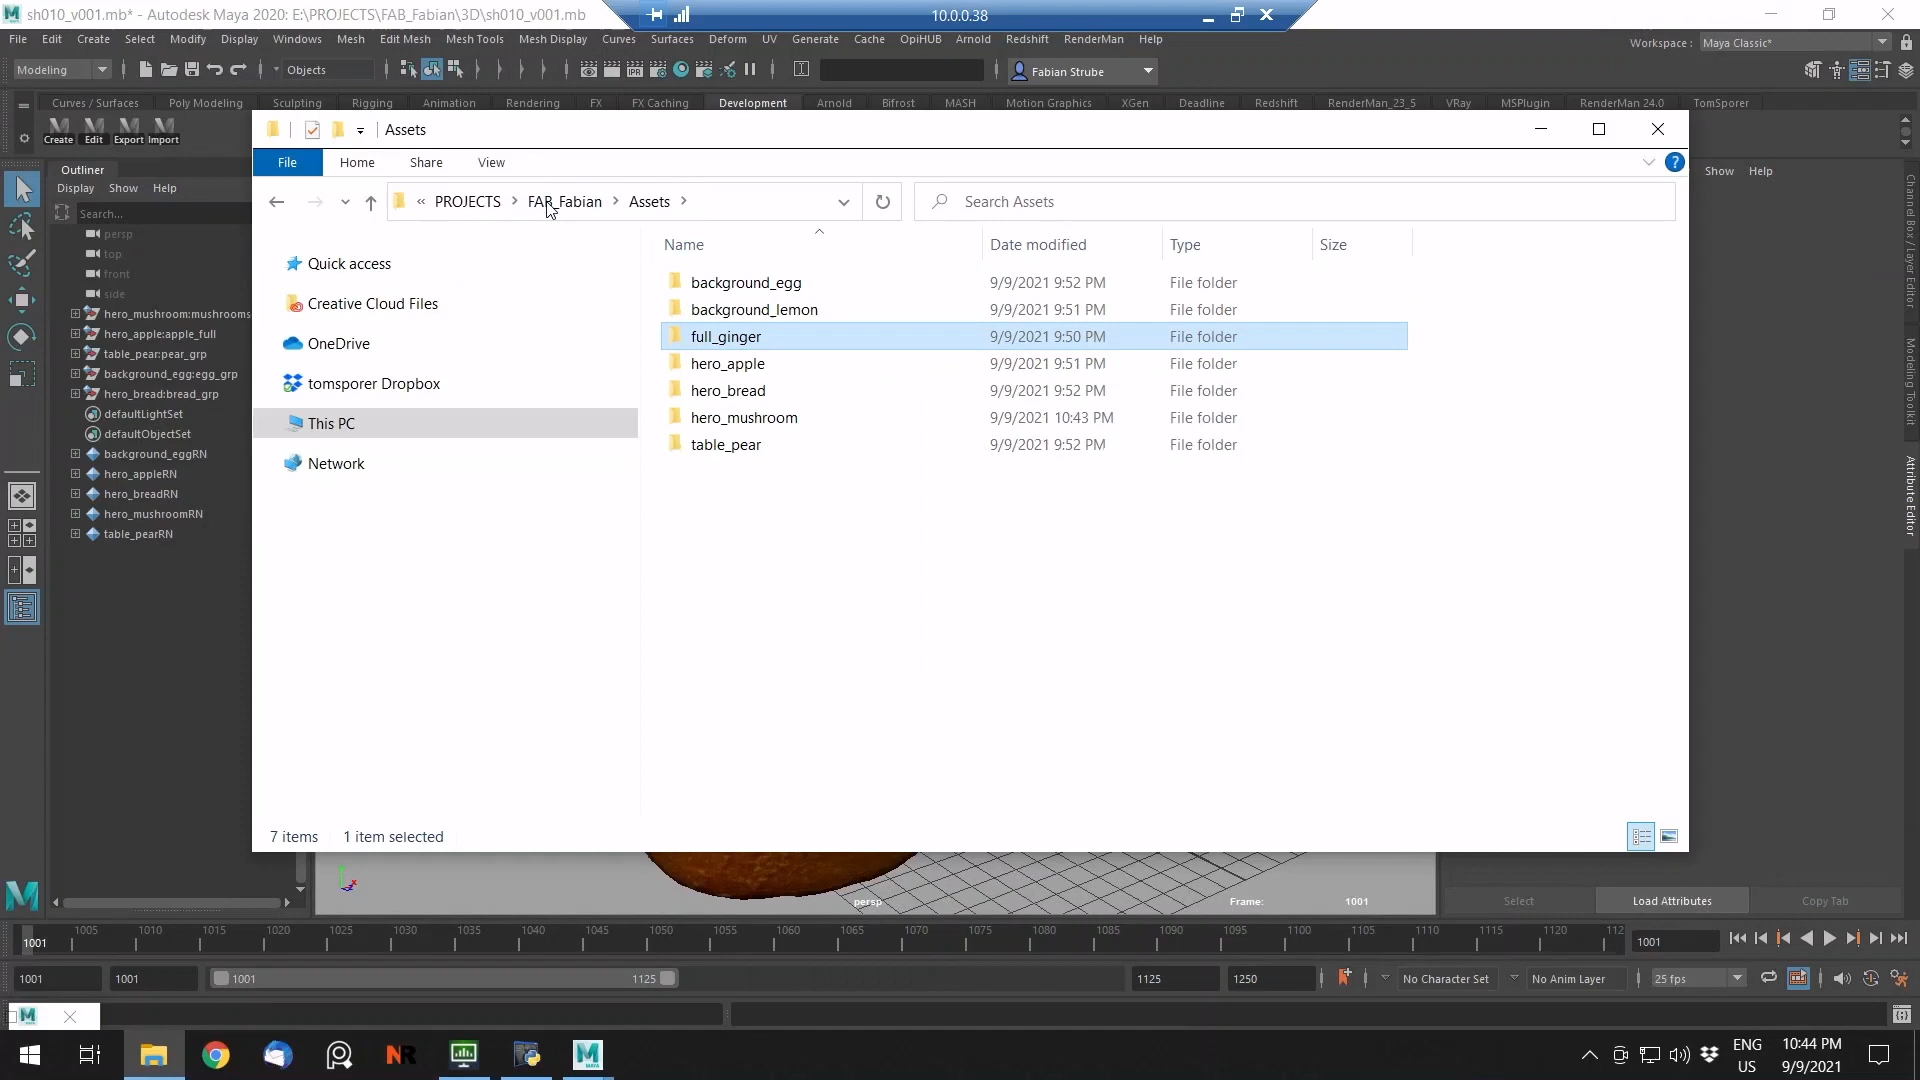 sh010_v001.mb* - Autodesk Maya 2020: E:\PROJECTS\FAB_Fabian\3D\sh010_v001.mb
10.0.0.38
File Edit Create Select Modify Display Windows Mesh Edit Mesh Mesh Tools Mesh Display Curves Surfaces Deform UV Generate Cache OpiHUB Arnold Redshift RenderMan Help
Workspace : Maya Classic*
Modeling Objects Fabian Strube
Curves / Surfaces Poly Modeling Sculpting Rigging Animation Rendering FX FX Caching Development Arnold Bifrost MASH Motion Graphics XGen Deadline Redshift RenderMan_23_5 VRay MSPlugin RenderMan 24.0 TomSporer
Create Edit Export Import
Outliner
Display Show Help
Search...
persp
top
front
side
hero_mushroom:mushrooms
hero_apple:apple_full
table_pear:pear_grp
background_egg:egg_grp
hero_bread:bread_grp
defaultLightSet
defaultObjectSet
background_eggRN
hero_appleRN
hero_breadRN
hero_mushroomRN
table_pearRN
Assets
File Home Share View
« PROJECTS > FAB_Fabian > Assets >
Search Assets
Quick access
Creative Cloud Files
OneDrive
tomsporer Dropbox
This PC
Network
Name Date modified Type Size
background_egg 9/9/2021 9:52 PM File folder
background_lemon 9/9/2021 9:51 PM File folder
full_ginger 9/9/2021 9:50 PM File folder
hero_apple 9/9/2021 9:51 PM File folder
hero_bread 9/9/2021 9:52 PM File folder
hero_mushroom 9/9/2021 10:43 PM File folder
table_pear 9/9/2021 9:52 PM File folder
7 items 1 item selected
Show Help
Channel Box / Layer Editor
Modeling Toolkit
Attribute Editor
persp Frame: 1001
Select Load Attributes Copy Tab
1001 1005 1010 1015 1020 1025 1030 1035 1040 1045 1050 1055 1060 1065 1070 1075 1080 1085 1090 1095 1100 1105 1110 1115 1120 112 1001
1001 1001 1001 1125 1125 1250 No Character Set No Anim Layer 25 fps
NR
MAYA
ENG
US
10:44 PM
9/9/2021